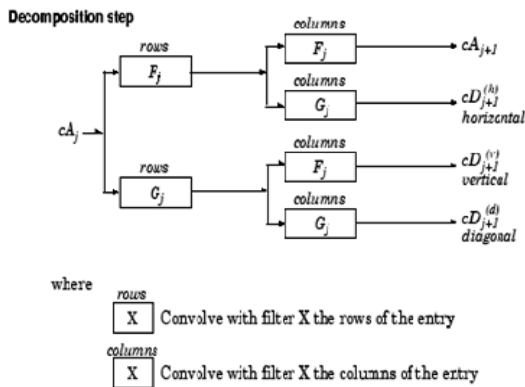 Decomposition step
rows
F_j
columns
F_j
cA_{j+1}
columns
G_j
cD_{j+1}^{(h)}
horizontal
cA_j
rows
G_j
columns
F_j
cD_{j+1}^{(v)}
vertical
columns
G_j
cD_{j+1}^{(d)}
diagonal
where
rows
X Convolve with filter X the rows of the entry
columns
X Convolve with filter X the columns of the entry